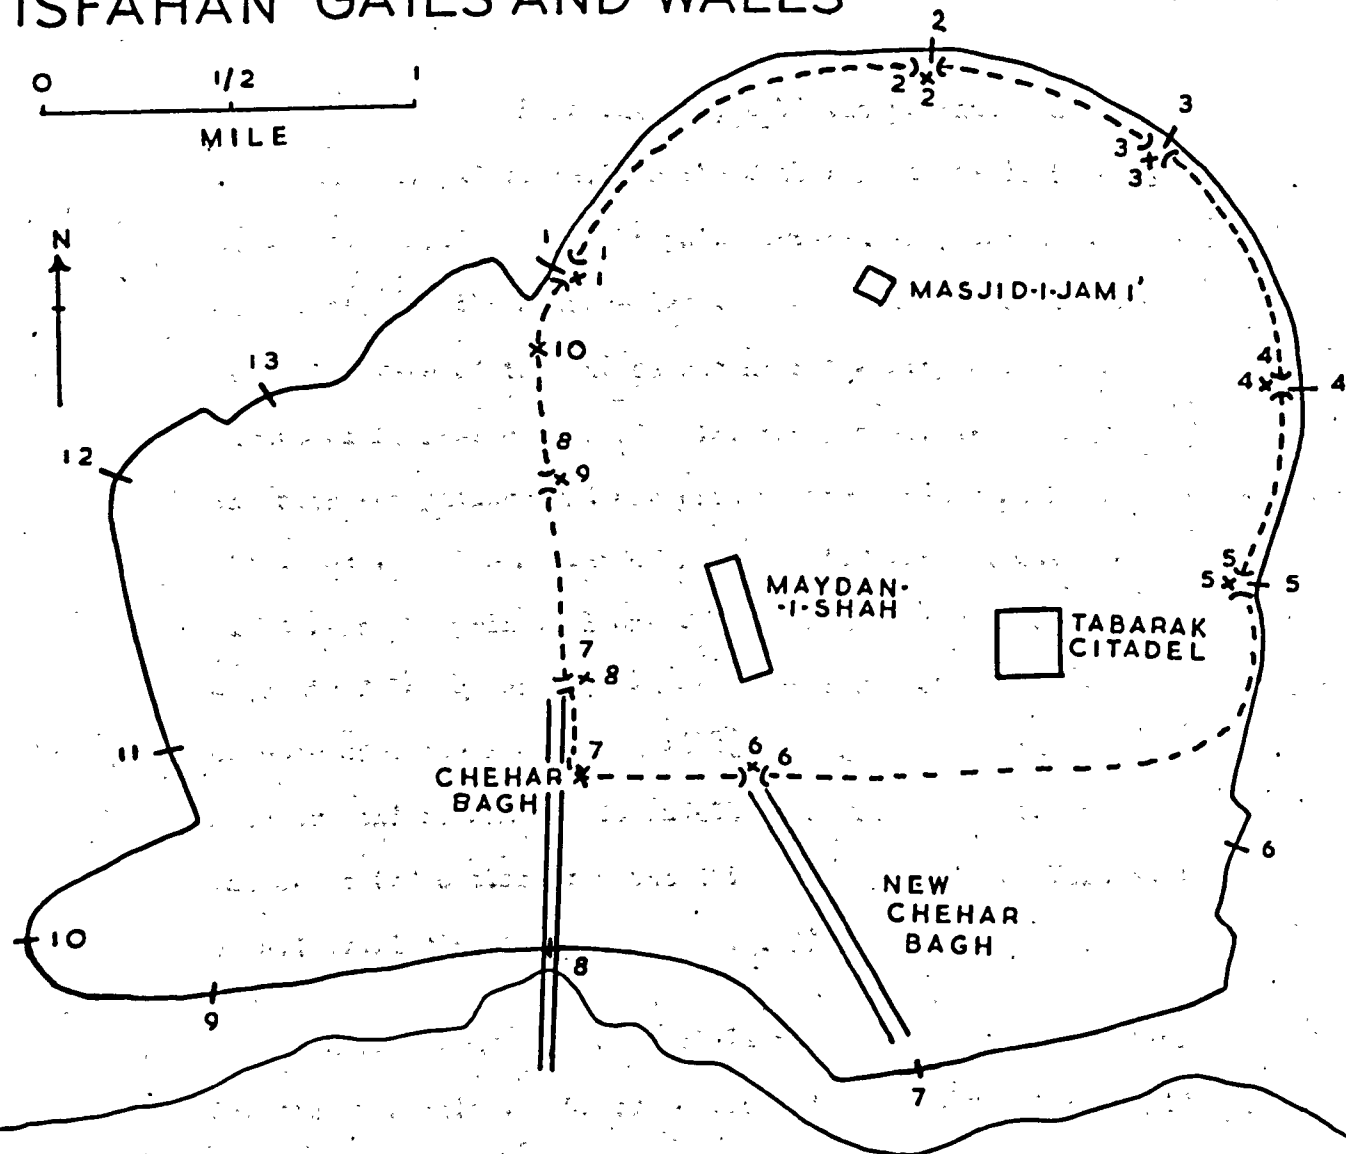 ISFAHAN GATES AND WALLS
0 1/2 1
MILE
2
2
2
3
3
3
N
1
1
1
MASJID-I-JAMI'
10
13
4
4
4
12
8
9
MAYDAN-
-I-SHAH
5
5
5
TABARAK
CITADEL
7
8
11
7
6
6
CHEHAR
BAGH
6
NEW
CHEHAR
BAGH
10
8
9
7